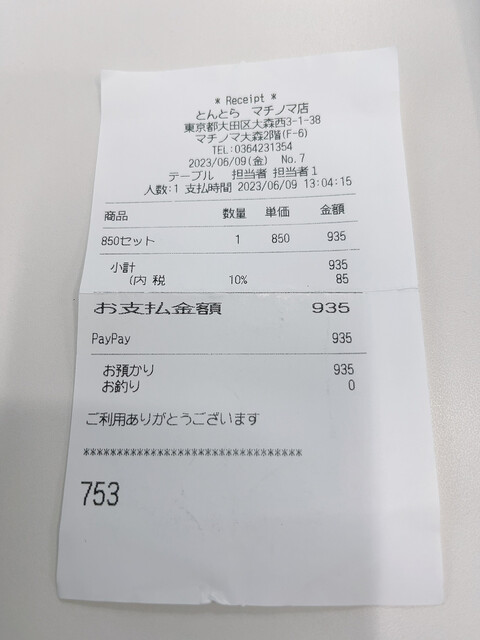 * Receipt *
とんとら マチノマ店
東京都大田区大森西3-1-38
マチノマ大森2階(F-6)
TEL:0364231354
2023/06/09(金) No.7
テーブル 担当者 担当者1
人数:1 支払時間 2023/06/09 13:04:15
商品 数量 単価 金額
850セット 1 850 935
小計 935
(内 税 10% 85
お支払金額 935
PayPay 935
お預かり 935
お釣り 0
ご利用ありがとうございます
********************************
753